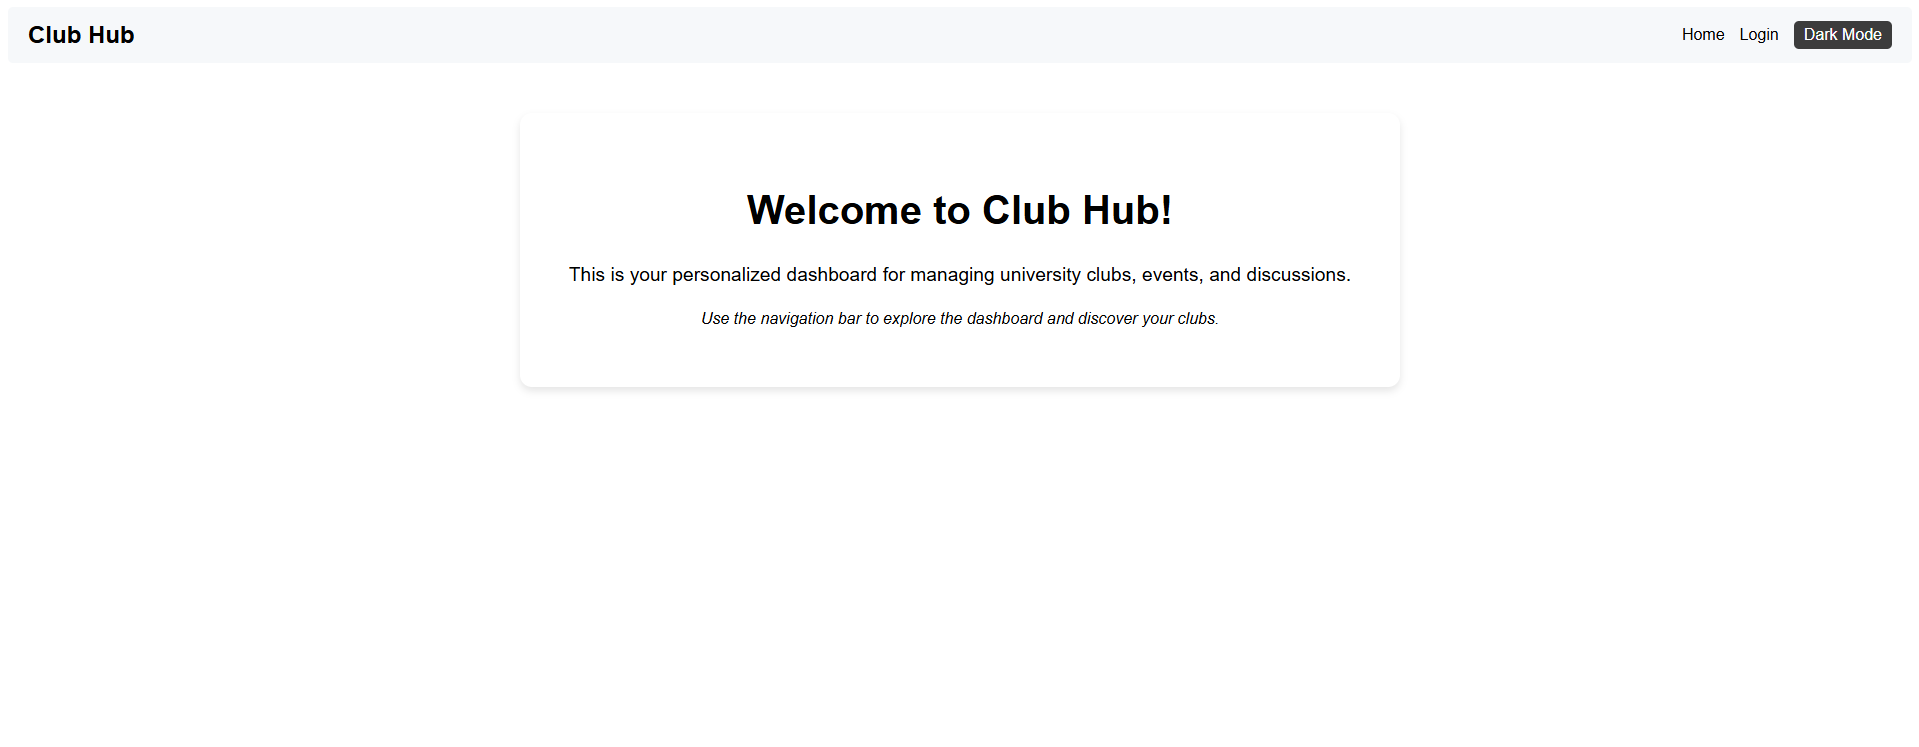 Club Hub
Home Login Dark Mode
Welcome to Club Hub!
This is your personalized dashboard for managing university clubs, events, and discussions.
Use the navigation bar to explore the dashboard and discover your clubs.